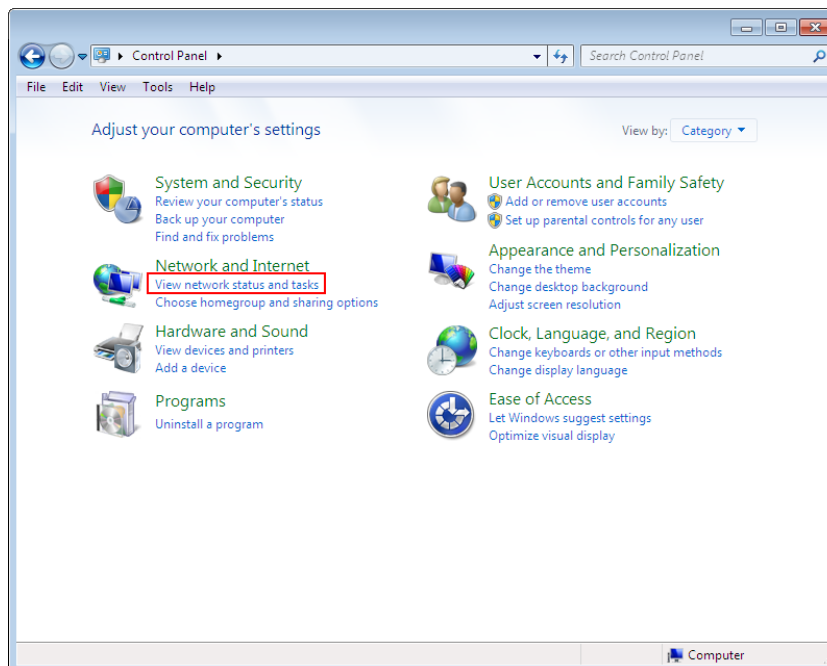 Control Panel
Search Control Panel
File Edit View Tools Help
Adjust your computer's settings
View by: Category
System and Security
Review your computer's status
Back up your computer
Find and fix problems
Network and Internet
View network status and tasks
Choose homegroup and sharing options
Hardware and Sound
View devices and printers
Add a device
Programs
Uninstall a program
User Accounts and Family Safety
Add or remove user accounts
Set up parental controls for any user
Appearance and Personalization
Change the theme
Change desktop background
Adjust screen resolution
Clock, Language, and Region
Change keyboards or other input methods
Change display language
Ease of Access
Let Windows suggest settings
Optimize visual display
Computer